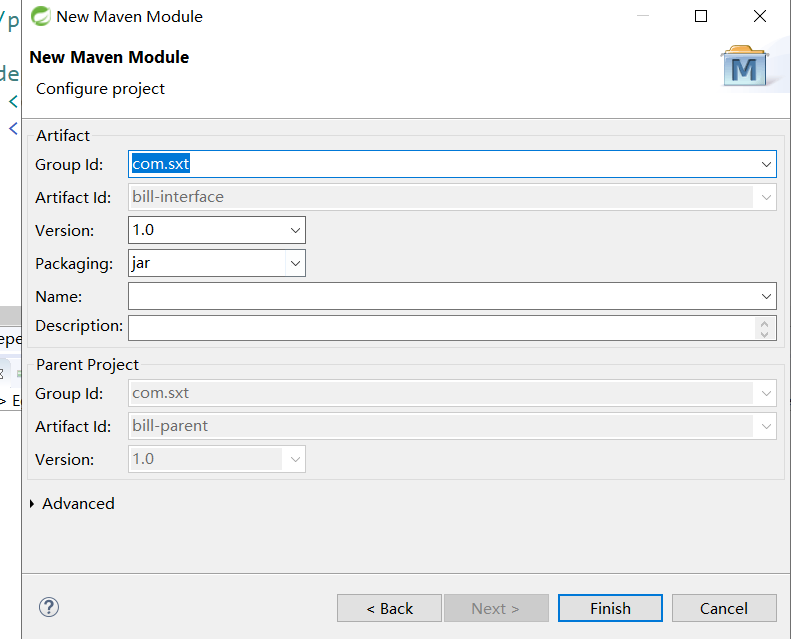 New Maven Module
New Maven Module
Configure project
M
Artifact
Group Id: com.sxt
Artifact Id: bill-interface
Version: 1.0
Packaging: jar
Name:
Description:
Parent Project
Group Id: com.sxt
Artifact Id: bill-parent
Version: 1.0
Advanced
? < Back Next > Finish Cancel
/p
de
<
<
epe
> E